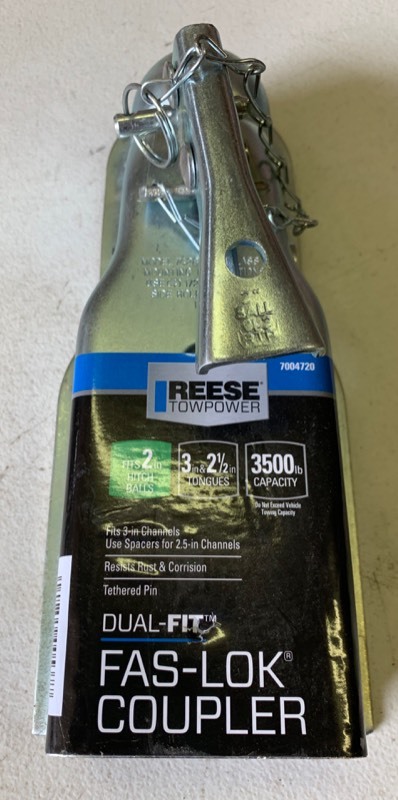 7004720
REESE®
TOWPOWER
FITS 2 in
HITCH
BALLS
3 in & 2½ in
TONGUES
3500 lb
CAPACITY
Do Not Exceed Vehicle
Towing Capacity
Fits 3-in Channels
Use Spacers for 2.5-in Channels
Resists Rust & Corrision
Tethered Pin
DUAL-FIT™
FAS-LOK®
COUPLER